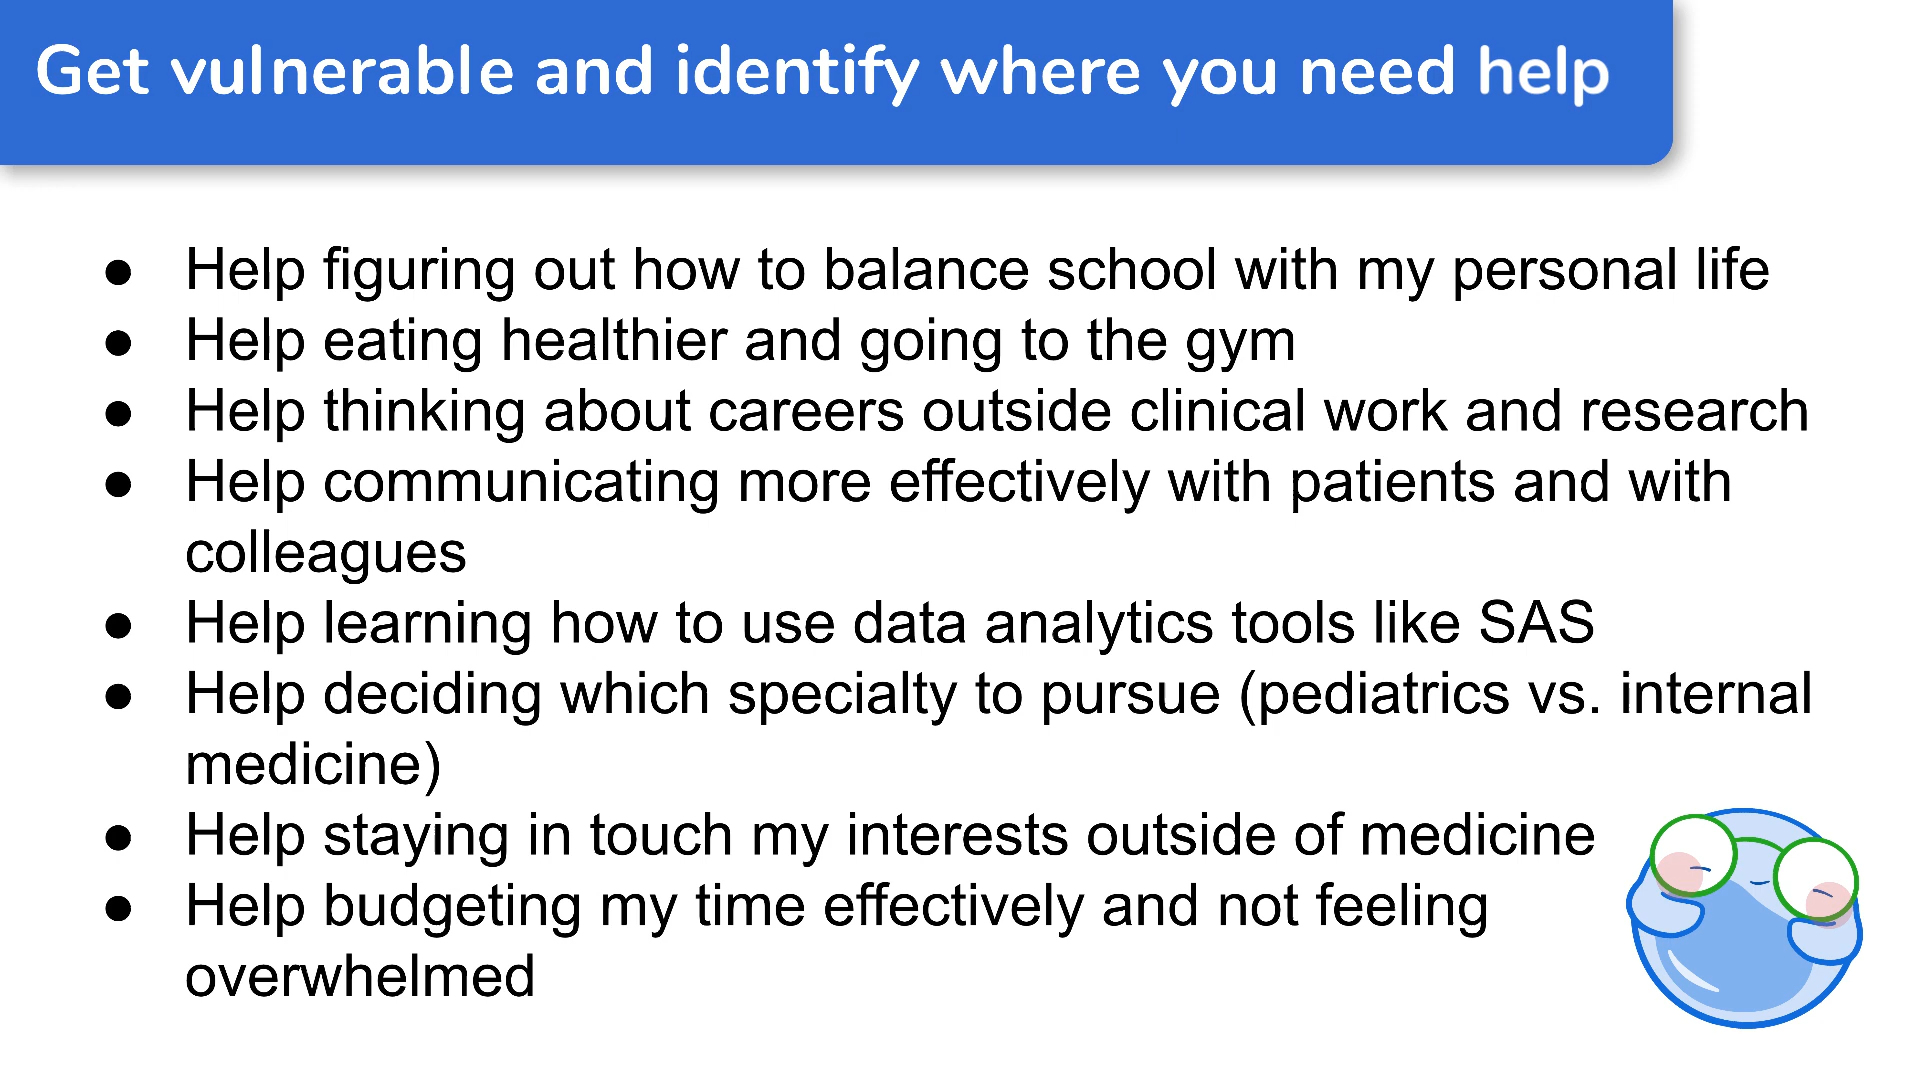 Get vulnerable and identify where you need help
● Help figuring out how to balance school with my personal life
● Help eating healthier and going to the gym
● Help thinking about careers outside clinical work and research
● Help communicating more effectively with patients and with
colleagues
● Help learning how to use data analytics tools like SAS
● Help deciding which specialty to pursue (pediatrics vs. internal
medicine)
● Help staying in touch my interests outside of medicine
● Help budgeting my time effectively and not feeling
overwhelmed